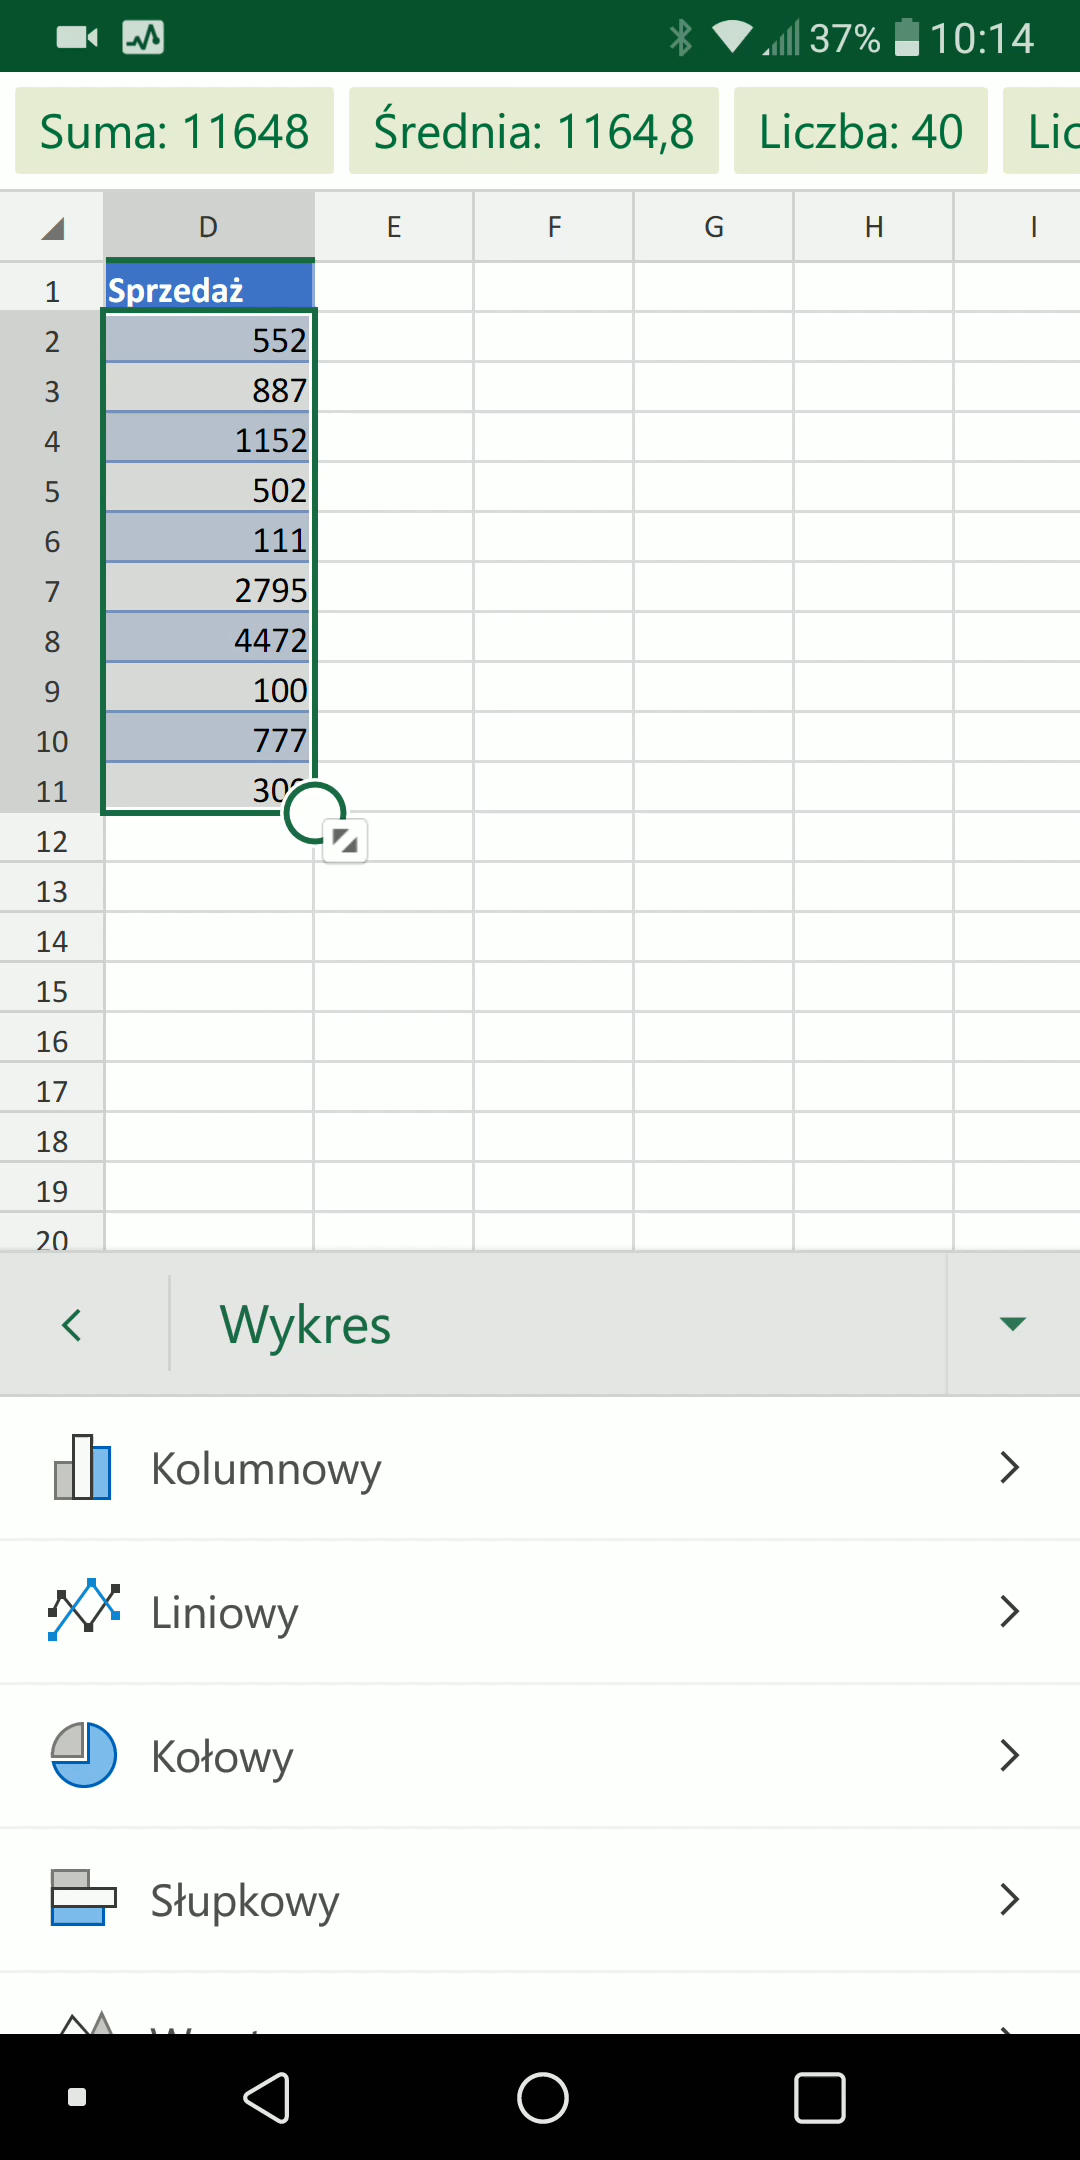 37% 10:14
Suma: 11648 Średnia: 1164,8 Liczba: 40
D E F G H I
1 Sprzedaż
2 552
3 887
4 1152
5 502
6 111
7 2795
8 4472
9 100
10 777
11
12
13
14
15
16
17
18
19
20
Wykres
Kolumnowy
Liniowy
Kołowy
Słupkowy